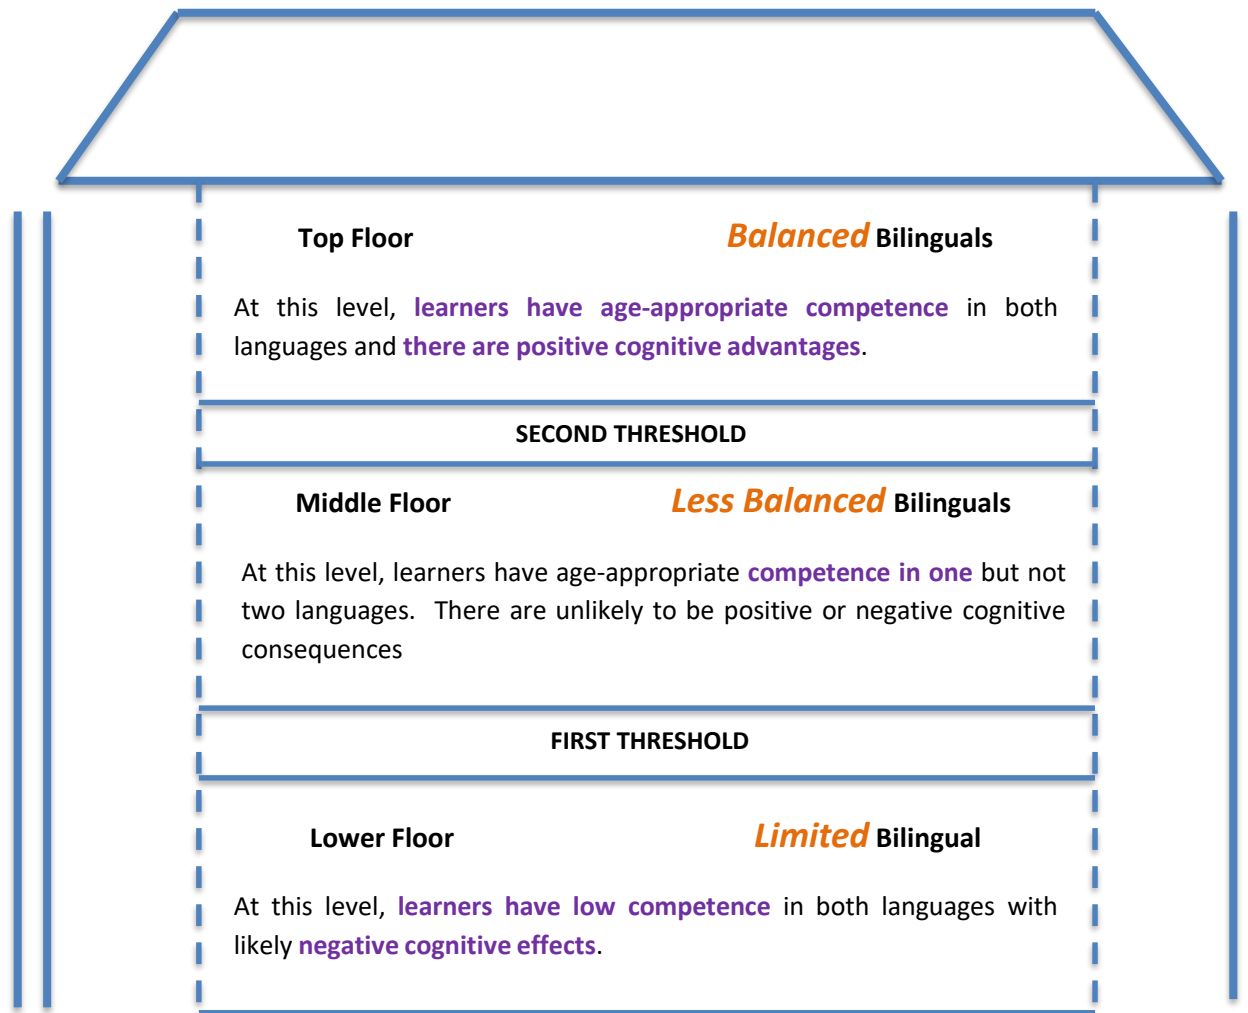 Top Floor Balanced Bilinguals
At this level, learners have age-appropriate competence in both
languages and there are positive cognitive advantages.
SECOND THRESHOLD
Middle Floor Less Balanced Bilinguals
At this level, learners have age-appropriate competence in one but not
two languages. There are unlikely to be positive or negative cognitive
consequences
FIRST THRESHOLD
Lower Floor Limited Bilingual
At this level, learners have low competence in both languages with
likely negative cognitive effects.